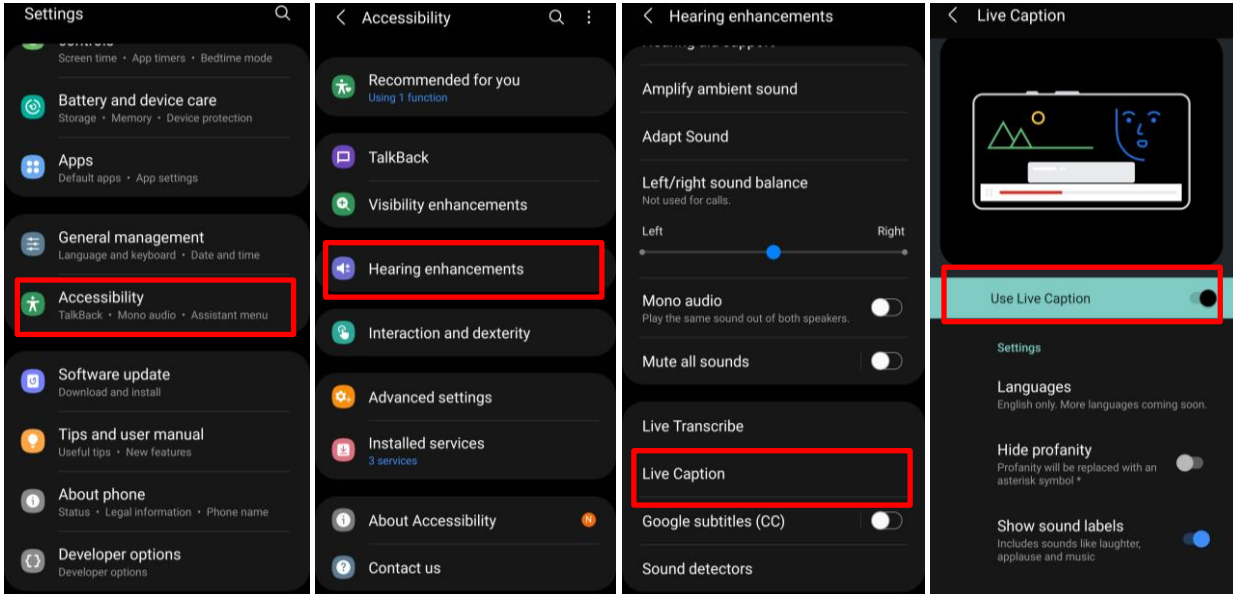 Settings
Screen time • App timers • Bedtime mode
Battery and device care
Storage • Memory • Device protection
Apps
Default apps • App settings
General management
Language and keyboard • Date and time
Accessibility
TalkBack • Mono audio • Assistant menu
Software update
Download and install
Tips and user manual
Useful tips • New features
About phone
Status • Legal information • Phone name
Developer options
Developer options
Accessibility
Recommended for you
Using 1 function
TalkBack
Visibility enhancements
Hearing enhancements
Interaction and dexterity
Advanced settings
Installed services
3 services
About Accessibility
N
Contact us
Hearing enhancements
Amplify ambient sound
Adapt Sound
Left/right sound balance
Not used for calls.
Left Right
Mono audio
Play the same sound out of both speakers.
Mute all sounds
Live Transcribe
Live Caption
Google subtitles (CC)
Sound detectors
Live Caption
Use Live Caption
Settings
Languages
English only. More languages coming soon.
Hide profanity
Profanity will be replaced with an
asterisk symbol *
Show sound labels
Includes sounds like laughter,
applause and music